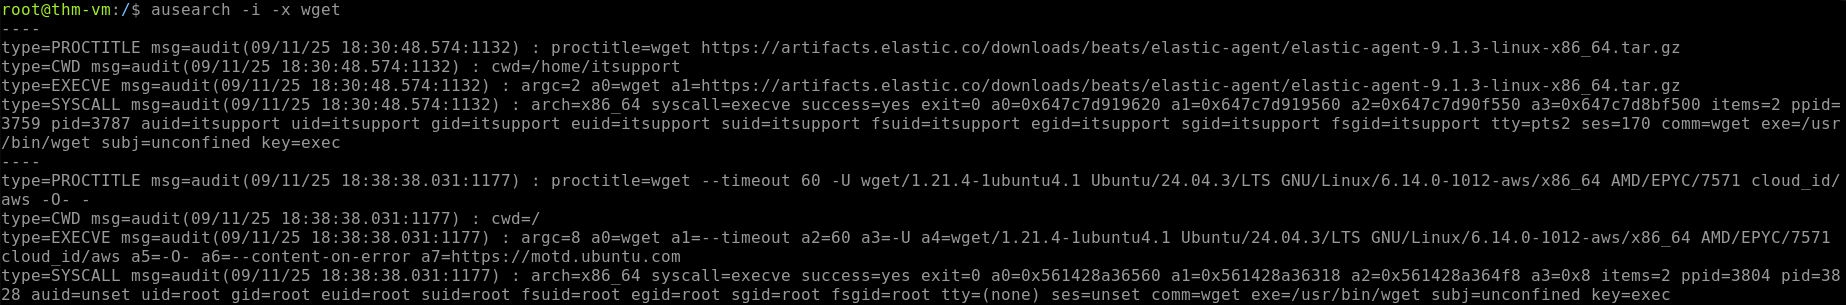 root@thm-vm:/$ ausearch -i -x wget
----
type=PROCTITLE msg=audit(09/11/25 18:30:48.574:1132) : proctitle=wget https://artifacts.elastic.co/downloads/beats/elastic-agent/elastic-agent-9.1.3-linux-x86_64.tar.gz
type=CWD msg=audit(09/11/25 18:30:48.574:1132) : cwd=/home/itsupport
type=EXECVE msg=audit(09/11/25 18:30:48.574:1132) : argc=2 a0=wget a1=https://artifacts.elastic.co/downloads/beats/elastic-agent/elastic-agent-9.1.3-linux-x86_64.tar.gz
type=SYSCALL msg=audit(09/11/25 18:30:48.574:1132) : arch=x86_64 syscall=execve success=yes exit=0 a0=0x647c7d919620 a1=0x647c7d919560 a2=0x647c7d90f550 a3=0x647c7d8bf500 items=2 ppid=
3759 pid=3787 auid=itsupport uid=itsupport gid=itsupport euid=itsupport suid=itsupport fsuid=itsupport egid=itsupport sgid=itsupport fsgid=itsupport tty=pts2 ses=170 comm=wget exe=/usr
/bin/wget subj=unconfined key=exec
----
type=PROCTITLE msg=audit(09/11/25 18:38:38.031:1177) : proctitle=wget --timeout 60 -U wget/1.21.4-1ubuntu4.1 Ubuntu/24.04.3/LTS GNU/Linux/6.14.0-1012-aws/x86_64 AMD/EPYC/7571 cloud_id/
aws -O- -
type=CWD msg=audit(09/11/25 18:38:38.031:1177) : cwd=/
type=EXECVE msg=audit(09/11/25 18:38:38.031:1177) : argc=8 a0=wget a1=--timeout a2=60 a3=-U a4=wget/1.21.4-1ubuntu4.1 Ubuntu/24.04.3/LTS GNU/Linux/6.14.0-1012-aws/x86_64 AMD/EPYC/7571
cloud_id/aws a5=-O- a6=--content-on-error a7=https://motd.ubuntu.com
type=SYSCALL msg=audit(09/11/25 18:38:38.031:1177) : arch=x86_64 syscall=execve success=yes exit=0 a0=0x561428a36560 a1=0x561428a36318 a2=0x561428a364f8 a3=0x8 items=2 ppid=3804 pid=38
28 auid=unset uid=root gid=root euid=root suid=root fsuid=root egid=root sgid=root fsgid=root tty=(none) ses=unset comm=wget exe=/usr/bin/wget subj=unconfined key=exec